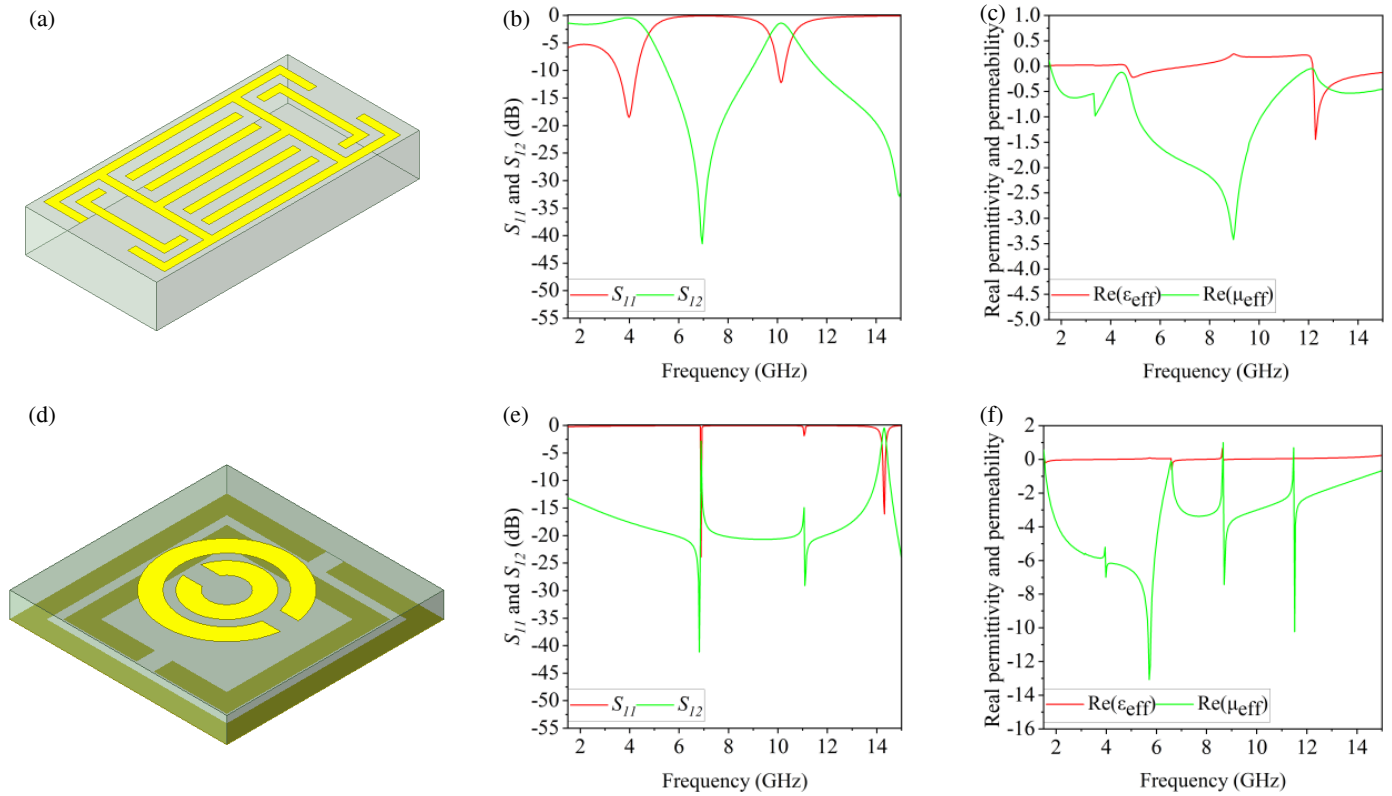 (a)
(b)
(c)
0
-5
-10
-15
-20
-25
-30
-35
-40
-45
-50
-55
S11 and S12 (dB)
S11 S12
2 4 6 8 10 12 14
Frequency (GHz)
1.0
0.5
0.0
-0.5
-1.0
-1.5
-2.0
-2.5
-3.0
-3.5
-4.0
-4.5
-5.0
Real permittivity and permeability
Re(εeff) Re(μeff)
2 4 6 8 10 12 14
Frequency (GHz)
(d)
(e)
(f)
0
-5
-10
-15
-20
-25
-30
-35
-40
-45
-50
-55
S11 and S12 (dB)
S11 S12
2 4 6 8 10 12 14
Frequency (GHz)
2
0
-2
-4
-6
-8
-10
-12
-14
-16
Real permittivity and permeability
Re(εeff) Re(μeff)
2 4 6 8 10 12 14
Frequency (GHz)